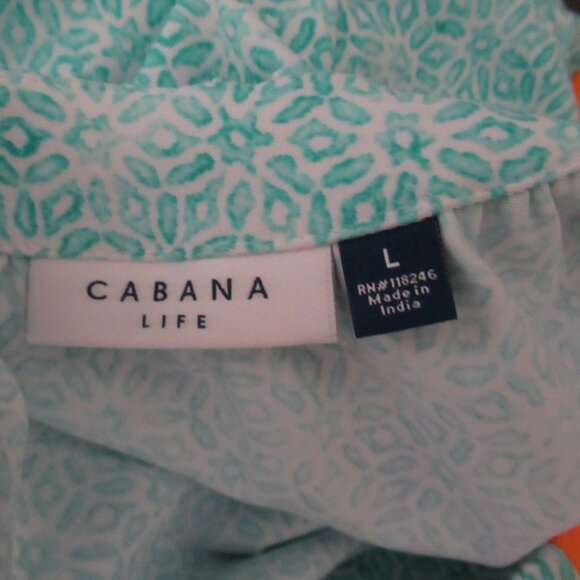 CABANA
LIFE
L
RN#118246
Made in
India